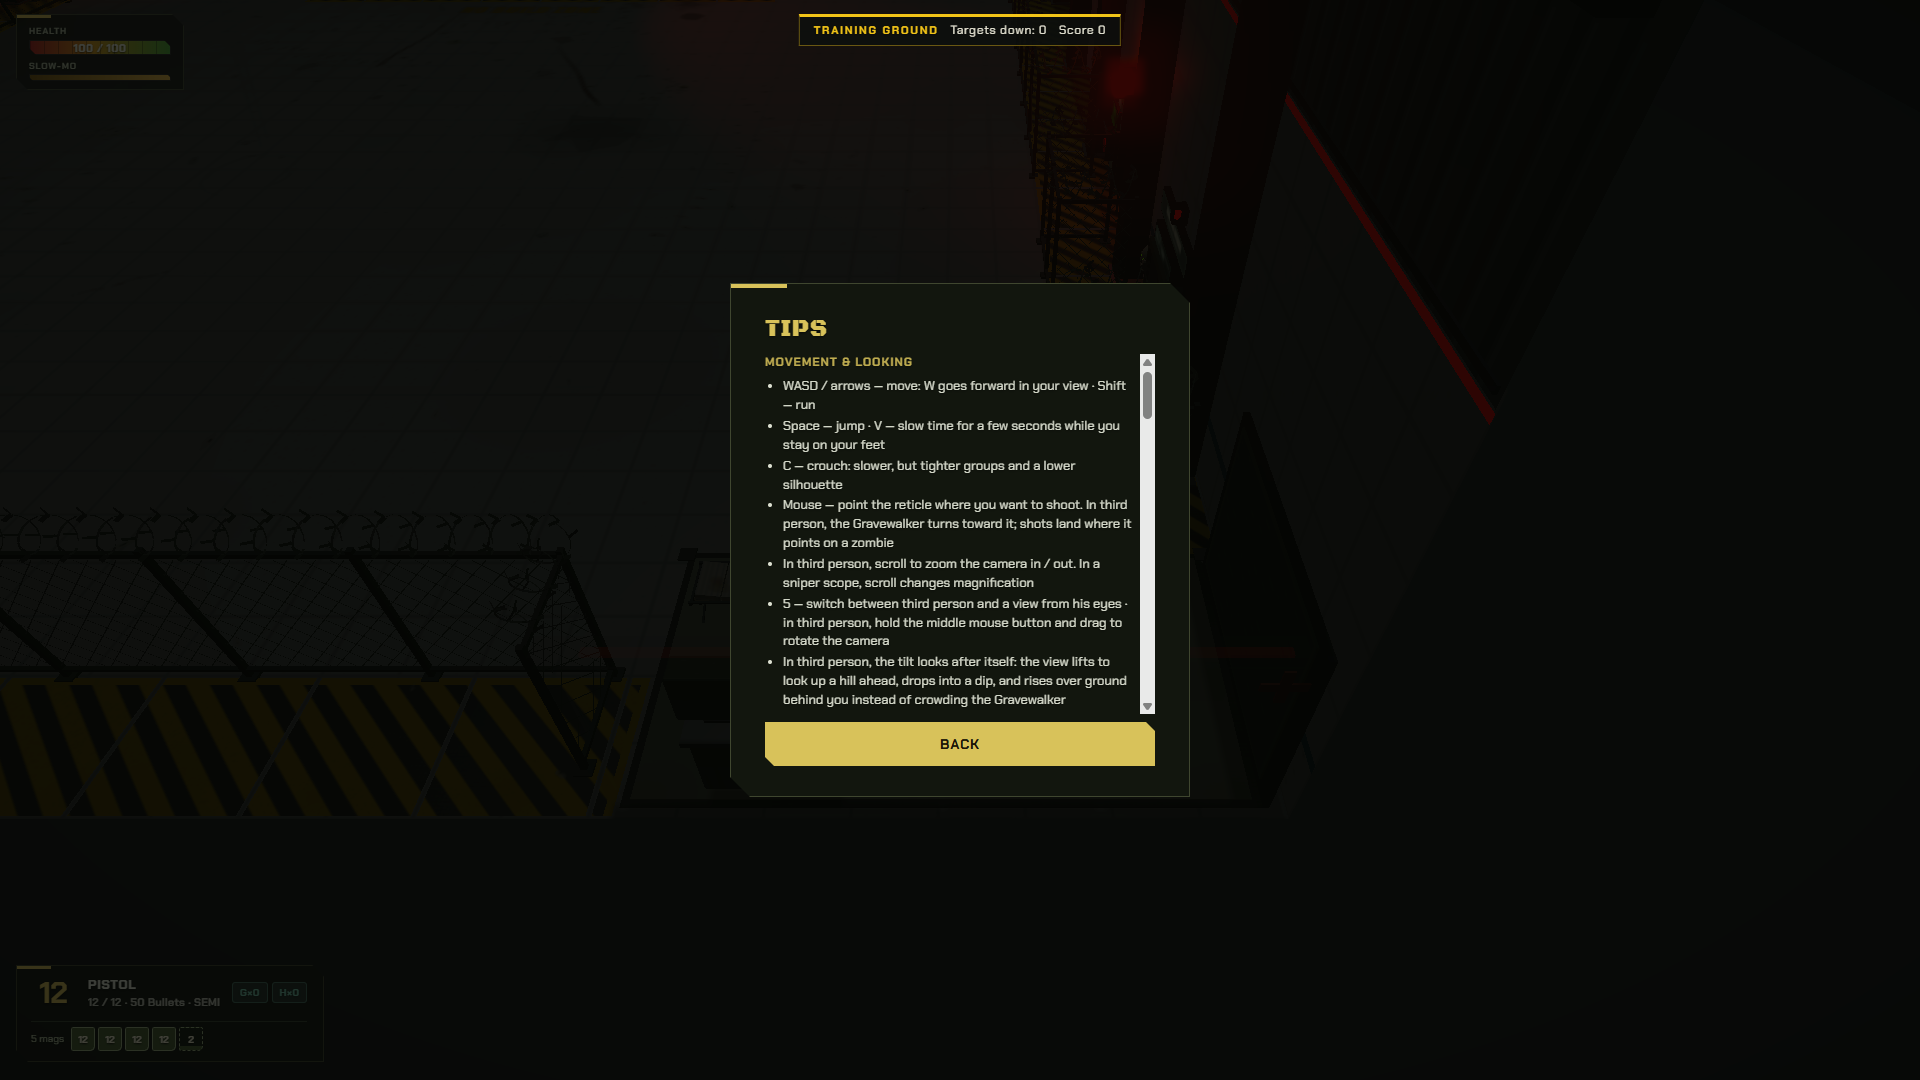 HEALTH
100 / 100
SLOW-MO
TRAINING GROUND Targets down: 0 Score 0
TIPS
MOVEMENT & LOOKING
• WASD / arrows — move: W goes forward in your view · Shift
— run
• Space — jump · V — slow time for a few seconds while you
stay on your feet
• C — crouch: slower, but tighter groups and a lower
silhouette
• Mouse — point the reticle where you want to shoot. In third
person, the Gravewalker turns toward it; shots land where it
points on a zombie
• In third person, scroll to zoom the camera in / out. In a
sniper scope, scroll changes magnification
• 5 — switch between third person and a view from his eyes ·
in third person, hold the middle mouse button and drag to
rotate the camera
• In third person, the tilt looks after itself: the view lifts to
look up a hill ahead, drops into a dip, and rises over ground
behind you instead of crowding the Gravewalker
BACK
12 PISTOL
12 / 12 · 50 Bullets · SEMI G×0 H×0
5 mags 12 12 12 12 2